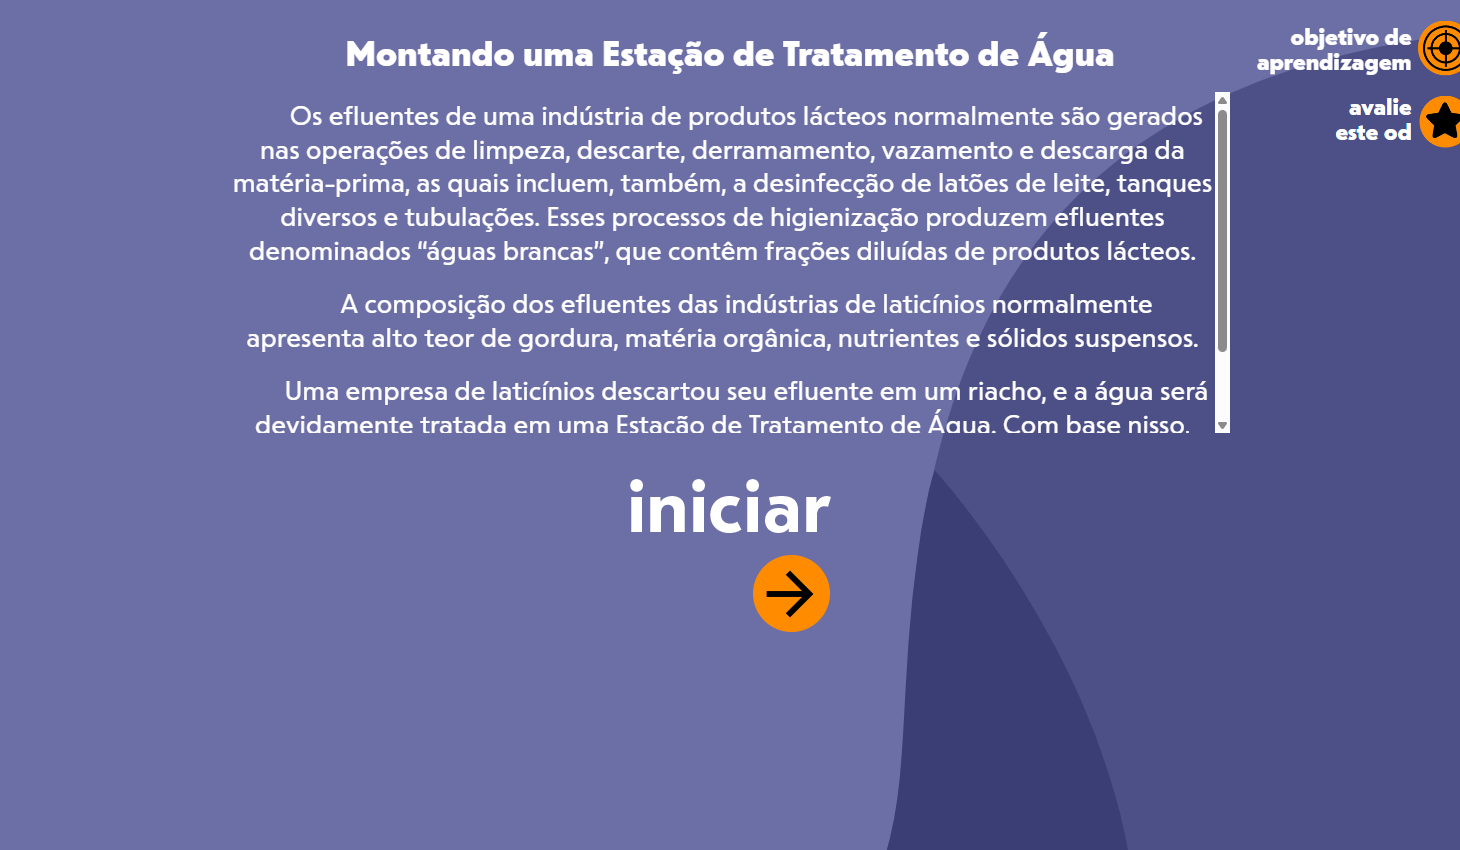 Montando uma Estação de Tratamento de Água
objetivo de
aprendizagem
avalie
este od
Os efluentes de uma indústria de produtos lácteos normalmente são gerados
nas operações de limpeza, descarte, derramamento, vazamento e descarga da
matéria-prima, as quais incluem, também, a desinfecção de latões de leite, tanques
diversos e tubulações. Esses processos de higienização produzem efluentes
denominados “águas brancas”, que contêm frações diluídas de produtos lácteos.
A composição dos efluentes das indústrias de laticínios normalmente
apresenta alto teor de gordura, matéria orgânica, nutrientes e sólidos suspensos.
Uma empresa de laticínios descartou seu efluente em um riacho, e a água será
devidamente tratada em uma Estação de Tratamento de Água. Com base nisso,
iniciar